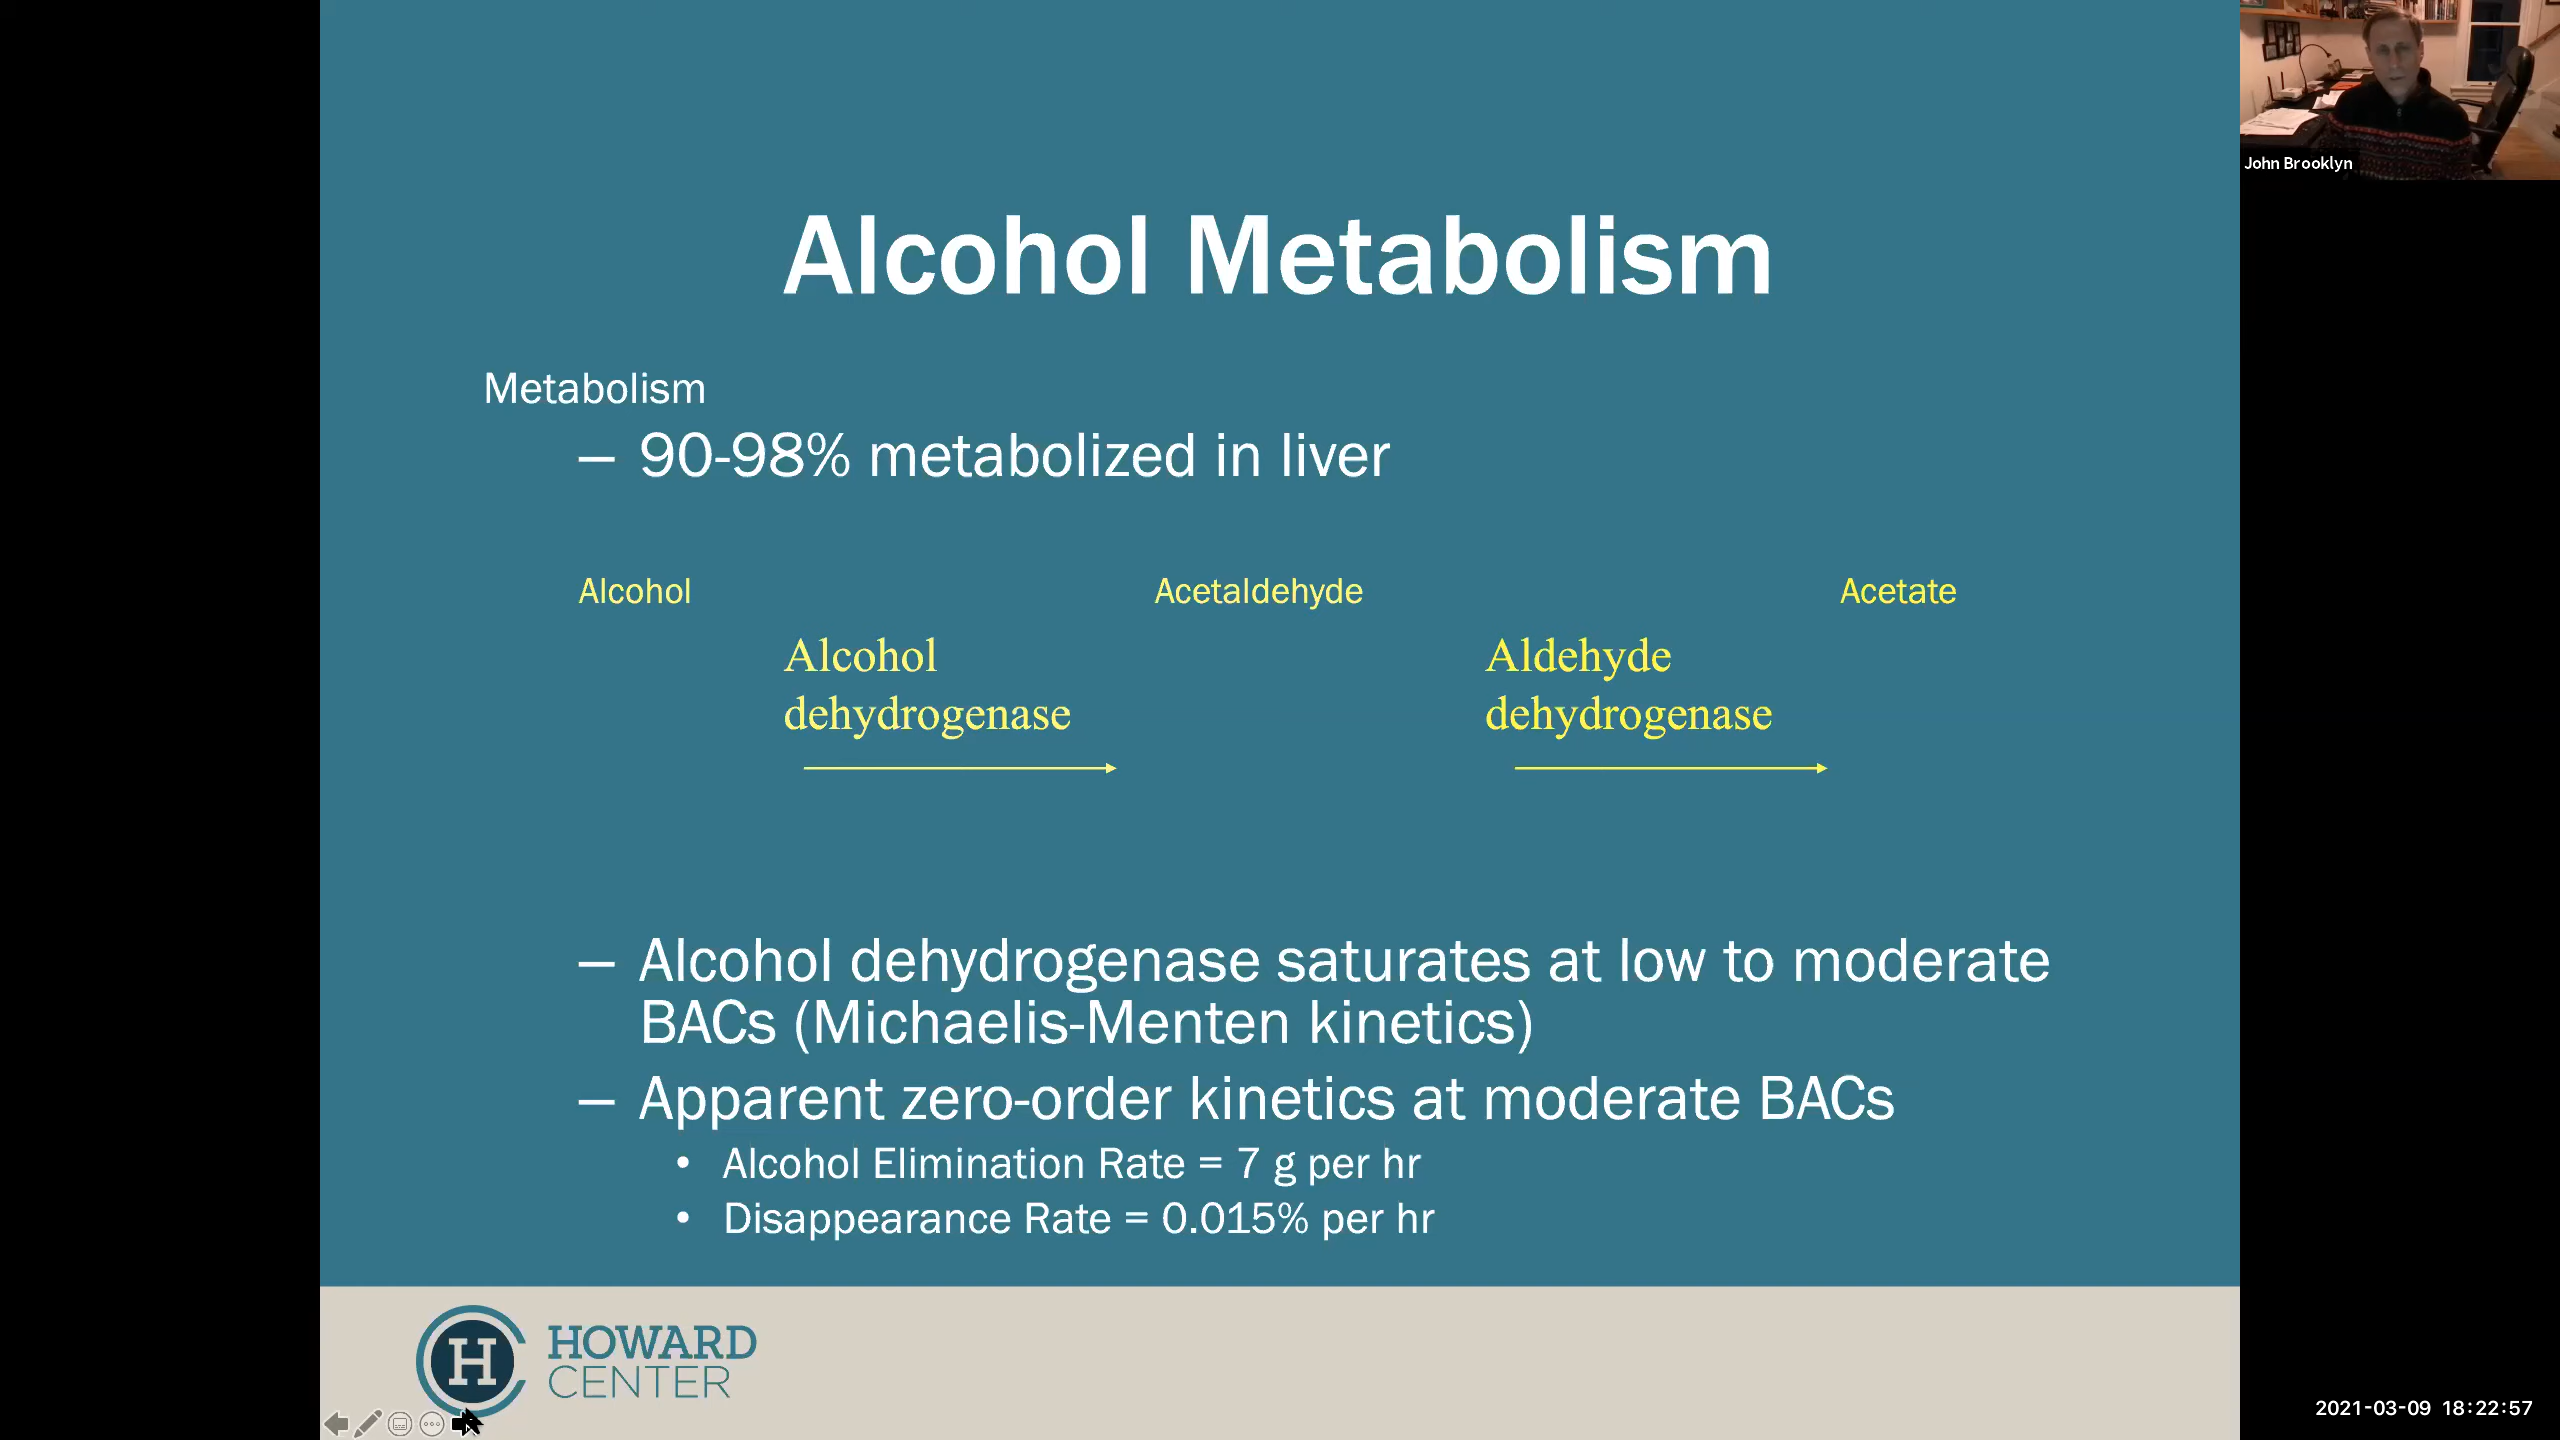 Alcohol Metabolism
Metabolism
– 90-98% metabolized in liver
Alcohol Acetaldehyde Acetate
Alcohol
dehydrogenase
Aldehyde
dehydrogenase
– Alcohol dehydrogenase saturates at low to moderate
BACs (Michaelis-Menten kinetics)
– Apparent zero-order kinetics at moderate BACs
• Alcohol Elimination Rate = 7 g per hr
• Disappearance Rate = 0.015% per hr
H
HOWARD
CENTER
John Brooklyn
2021-03-09 18:22:57